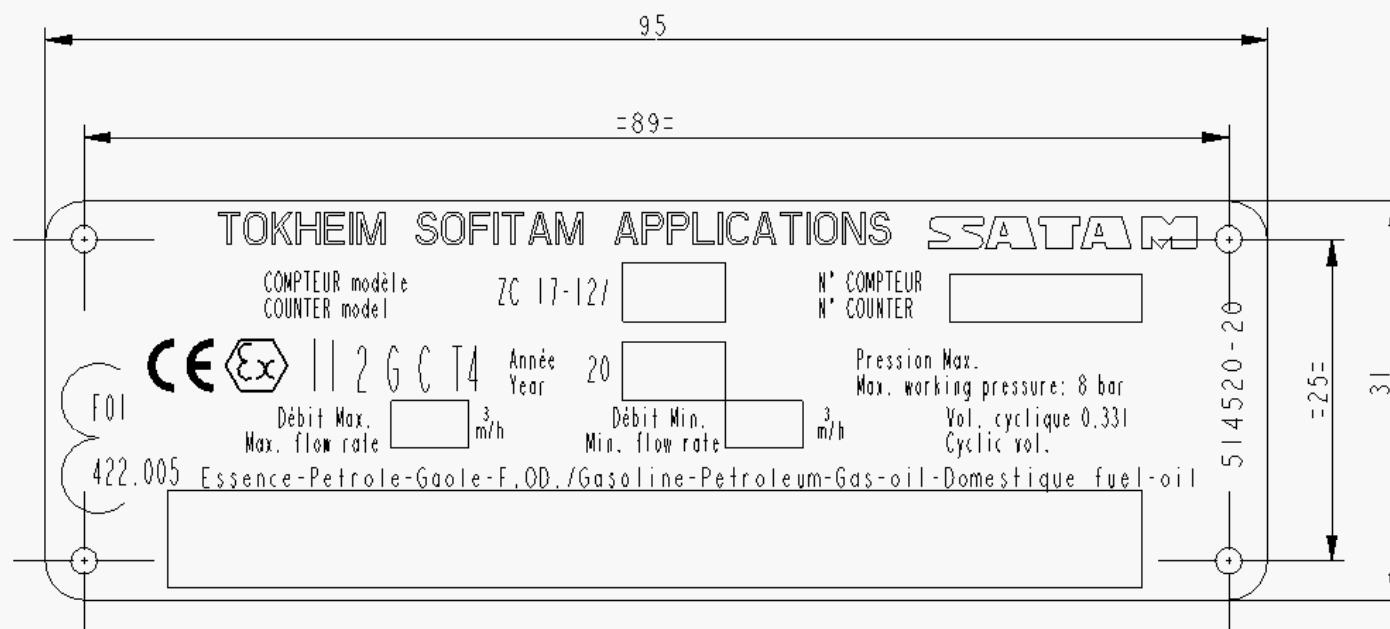 95
=89=
TOKHEIM SOFITAM APPLICATIONS SATAM
COMPTEUR modèle
COUNTER model
ZC 17-12/
N° COMPTEUR
N° COUNTER
CE Ex II 2 G C T4
Année
Year
20
Pression Max.
Max. working pressure: 8 bar
F01
Débit Max.
Max. flow rate
m³/h
Débit Min.
Min. flow rate
m³/h
Vol. cyclique 0.33l
Cyclic vol.
422.005
Essence-Petrole-Gaole-F.OD./Gasoline-Petroleum-Gas-oil-Domestique fuel-oil
514520-20
=25=
31